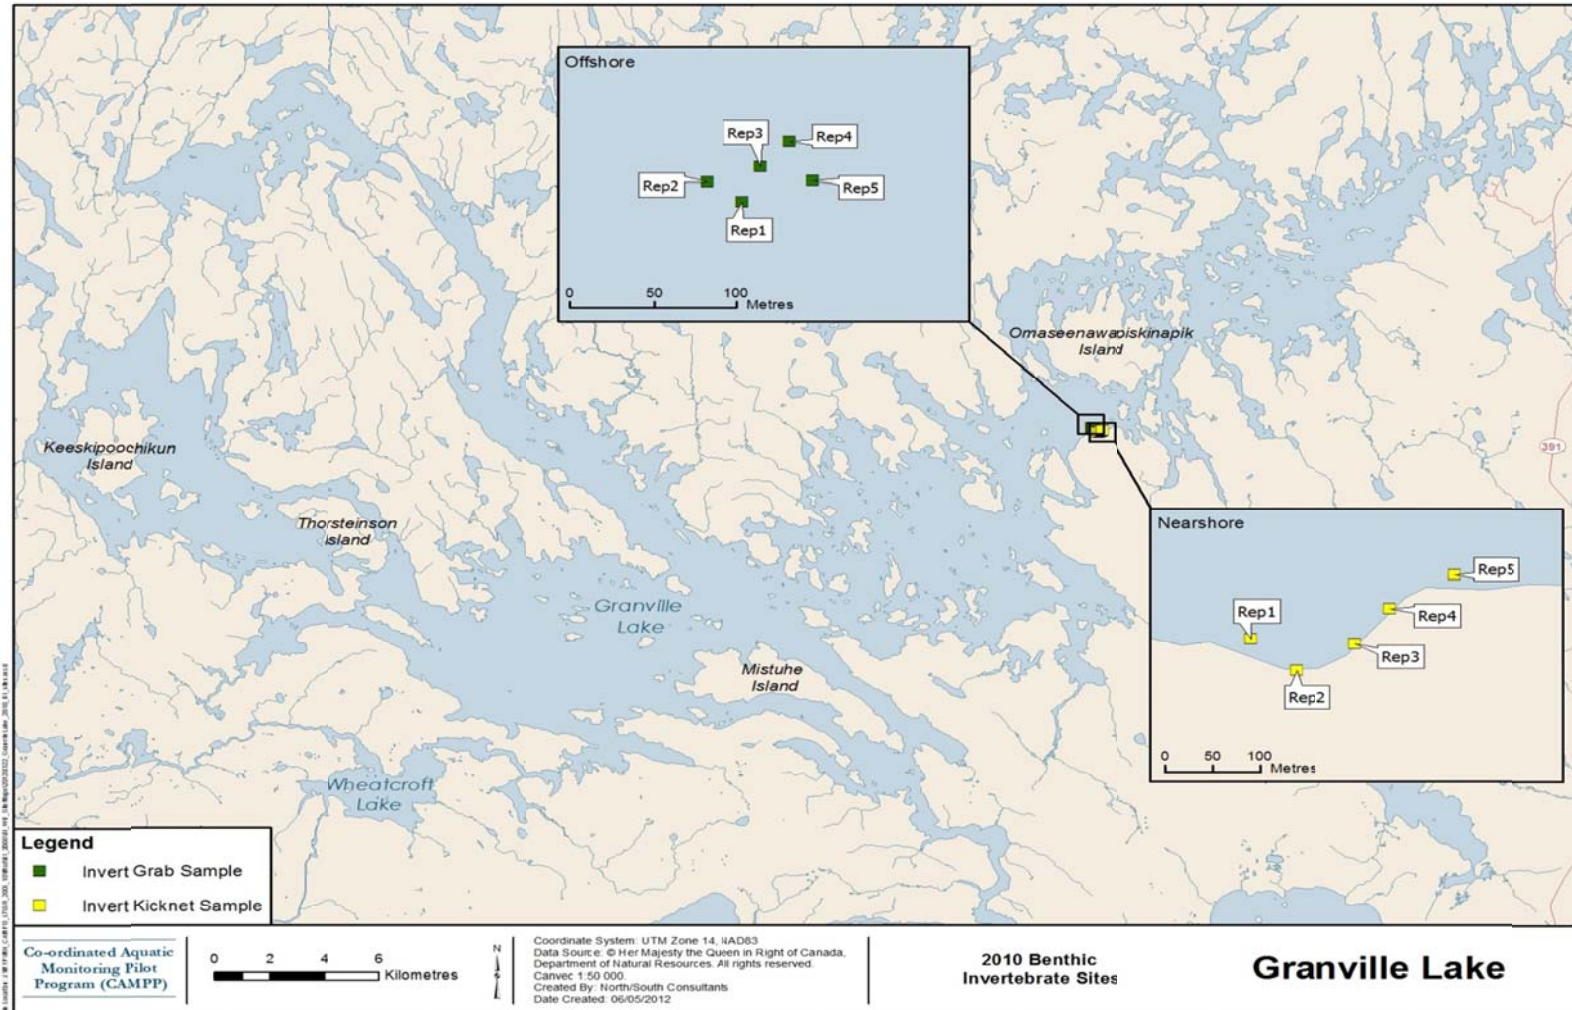 Offshore
Rep3
Rep4
Rep2
Rep5
Rep1
0 50 100
Metres
Omaseenawapiskinapik
Island
391
Keeskipoochikun
Island
Thorsteinson
Island
Granville
Lake
Mistuhe
Island
Wheatcroft
Lake
Nearshore
Rep5
Rep1
Rep4
Rep3
Rep2
0 50 100
Metres
Legend
Invert Grab Sample
Invert Kicknet Sample
Co-ordinated Aquatic
Monitoring Pilot
Program (CAMPP)
0 2 4 6
Kilometres
N
Coordinate System: UTM Zone 14, NAD83
Data Source: © Her Majesty the Queen in Right of Canada,
Department of Natural Resources. All rights reserved.
Canvec 1:50 000.
Created By: North/South Consultants
Date Created: 06/05/2012
2010 Benthic
Invertebrate Sites
Granville Lake